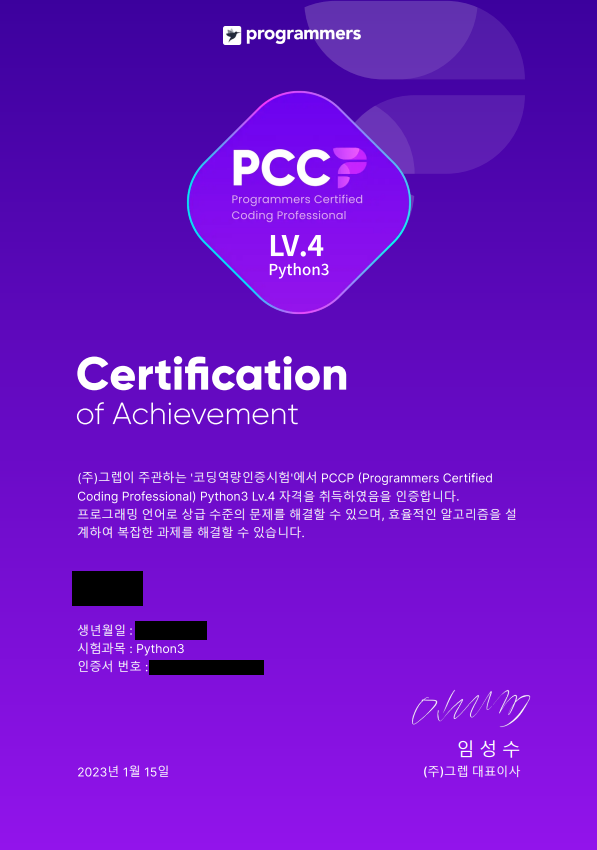 programmers
PCCP
Programmers Certified
Coding Professional
LV.4
Python3
Certification
of Achievement
(주)그렙이 주관하는 '코딩역량인증시험'에서 PCCP (Programmers Certified
Coding Professional) Python3 Lv.4 자격을 취득하였음을 인증합니다.
프로그래밍 언어로 상급 수준의 문제를 해결할 수 있으며, 효율적인 알고리즘을 설
계하여 복잡한 과제를 해결할 수 있습니다.
생년월일 :
시험과목 : Python3
인증서 번호 :
임 성 수
2023년 1월 15일
(주)그렙 대표이사